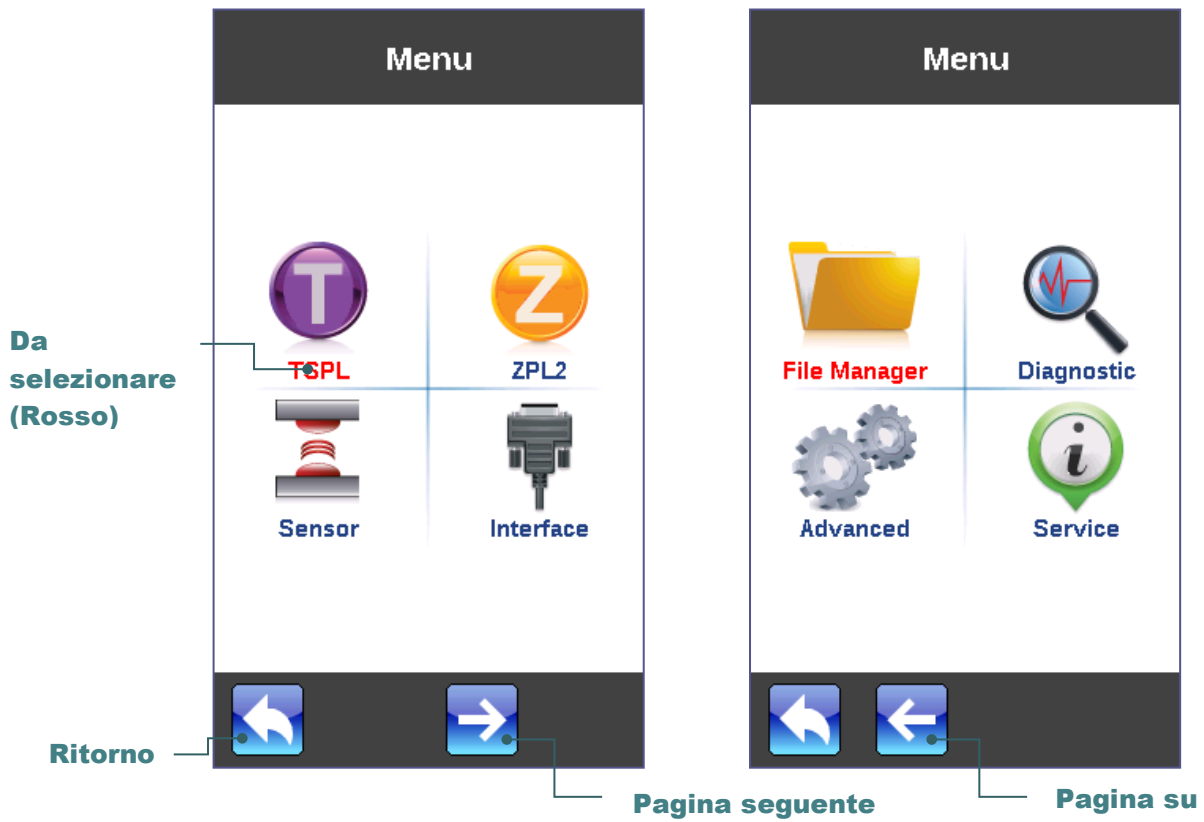 Menu
TSPL
ZPL2
Sensor
Interface
Menu
File Manager
Diagnostic
Advanced
Service
Da
selezionare
(Rosso)
Ritorno
Pagina seguente
Pagina su